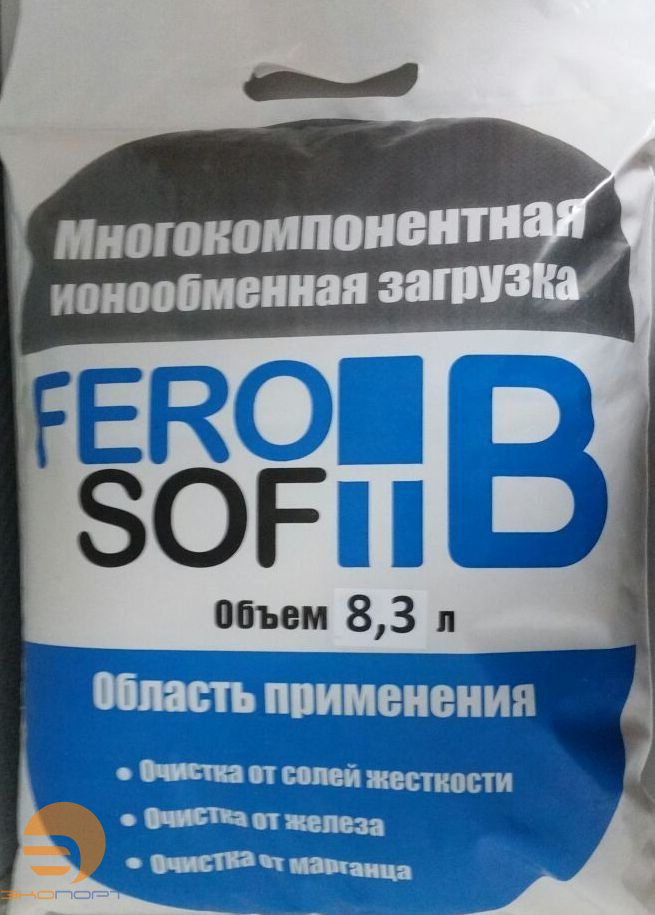 Многокомпонентная
ионообменная загрузка
FERO B
SOFT
Объем 8,3 л
Область применения
• Очистка от солей жесткости
• Очистка от железа
• Очистка от марганца
ЭКОПОРТ